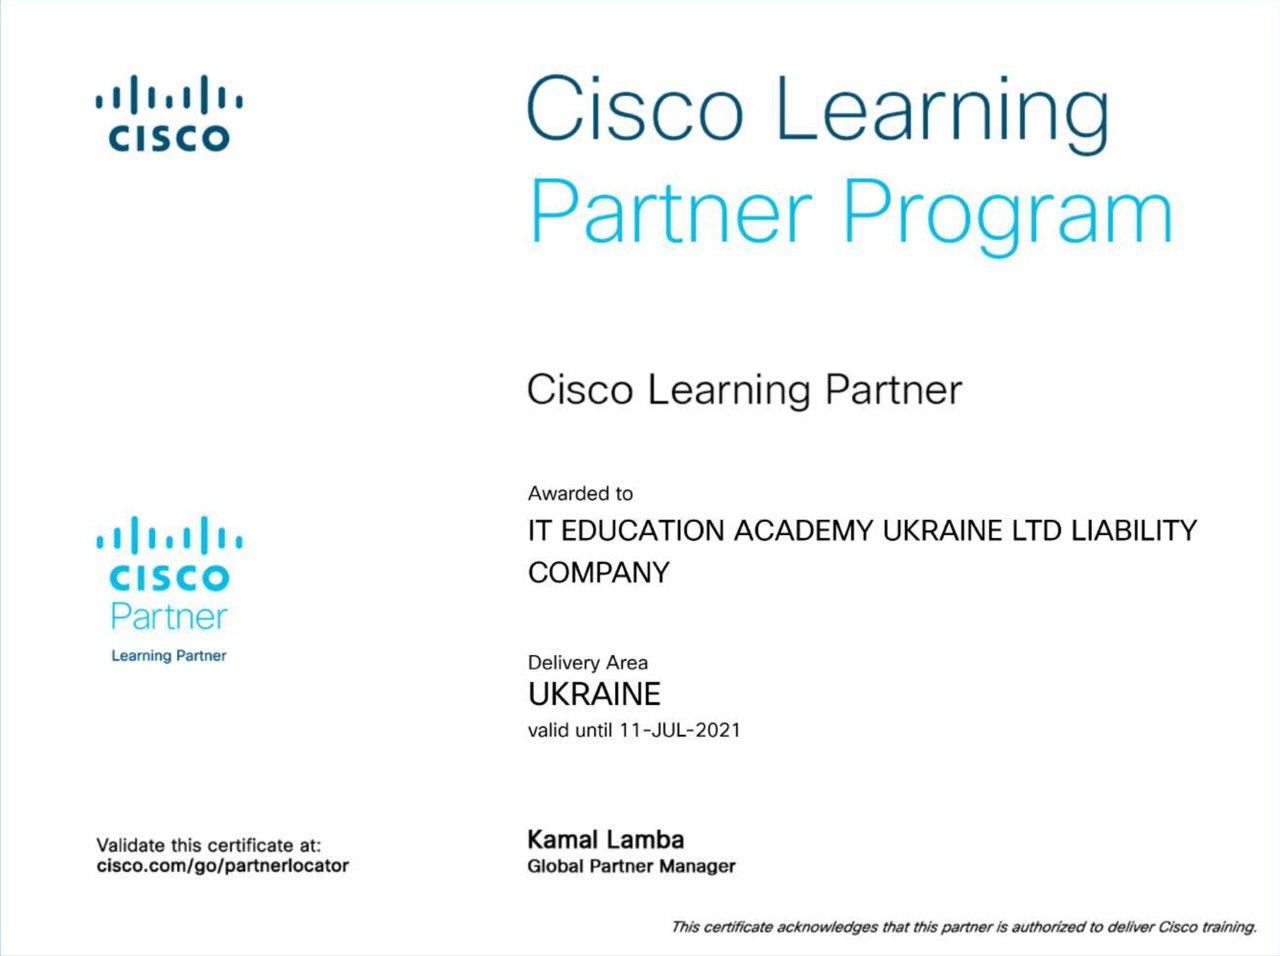 CISCO
Cisco Learning
Partner Program
Cisco Learning Partner
Awarded to
IT EDUCATION ACADEMY UKRAINE LTD LIABILITY
COMPANY
CISCO
Partner
Learning Partner
Delivery Area
UKRAINE
valid until 11-JUL-2021
Validate this certificate at:
cisco.com/go/partnerlocator
Kamal Lamba
Global Partner Manager
This certificate acknowledges that this partner is authorized to deliver Cisco training.